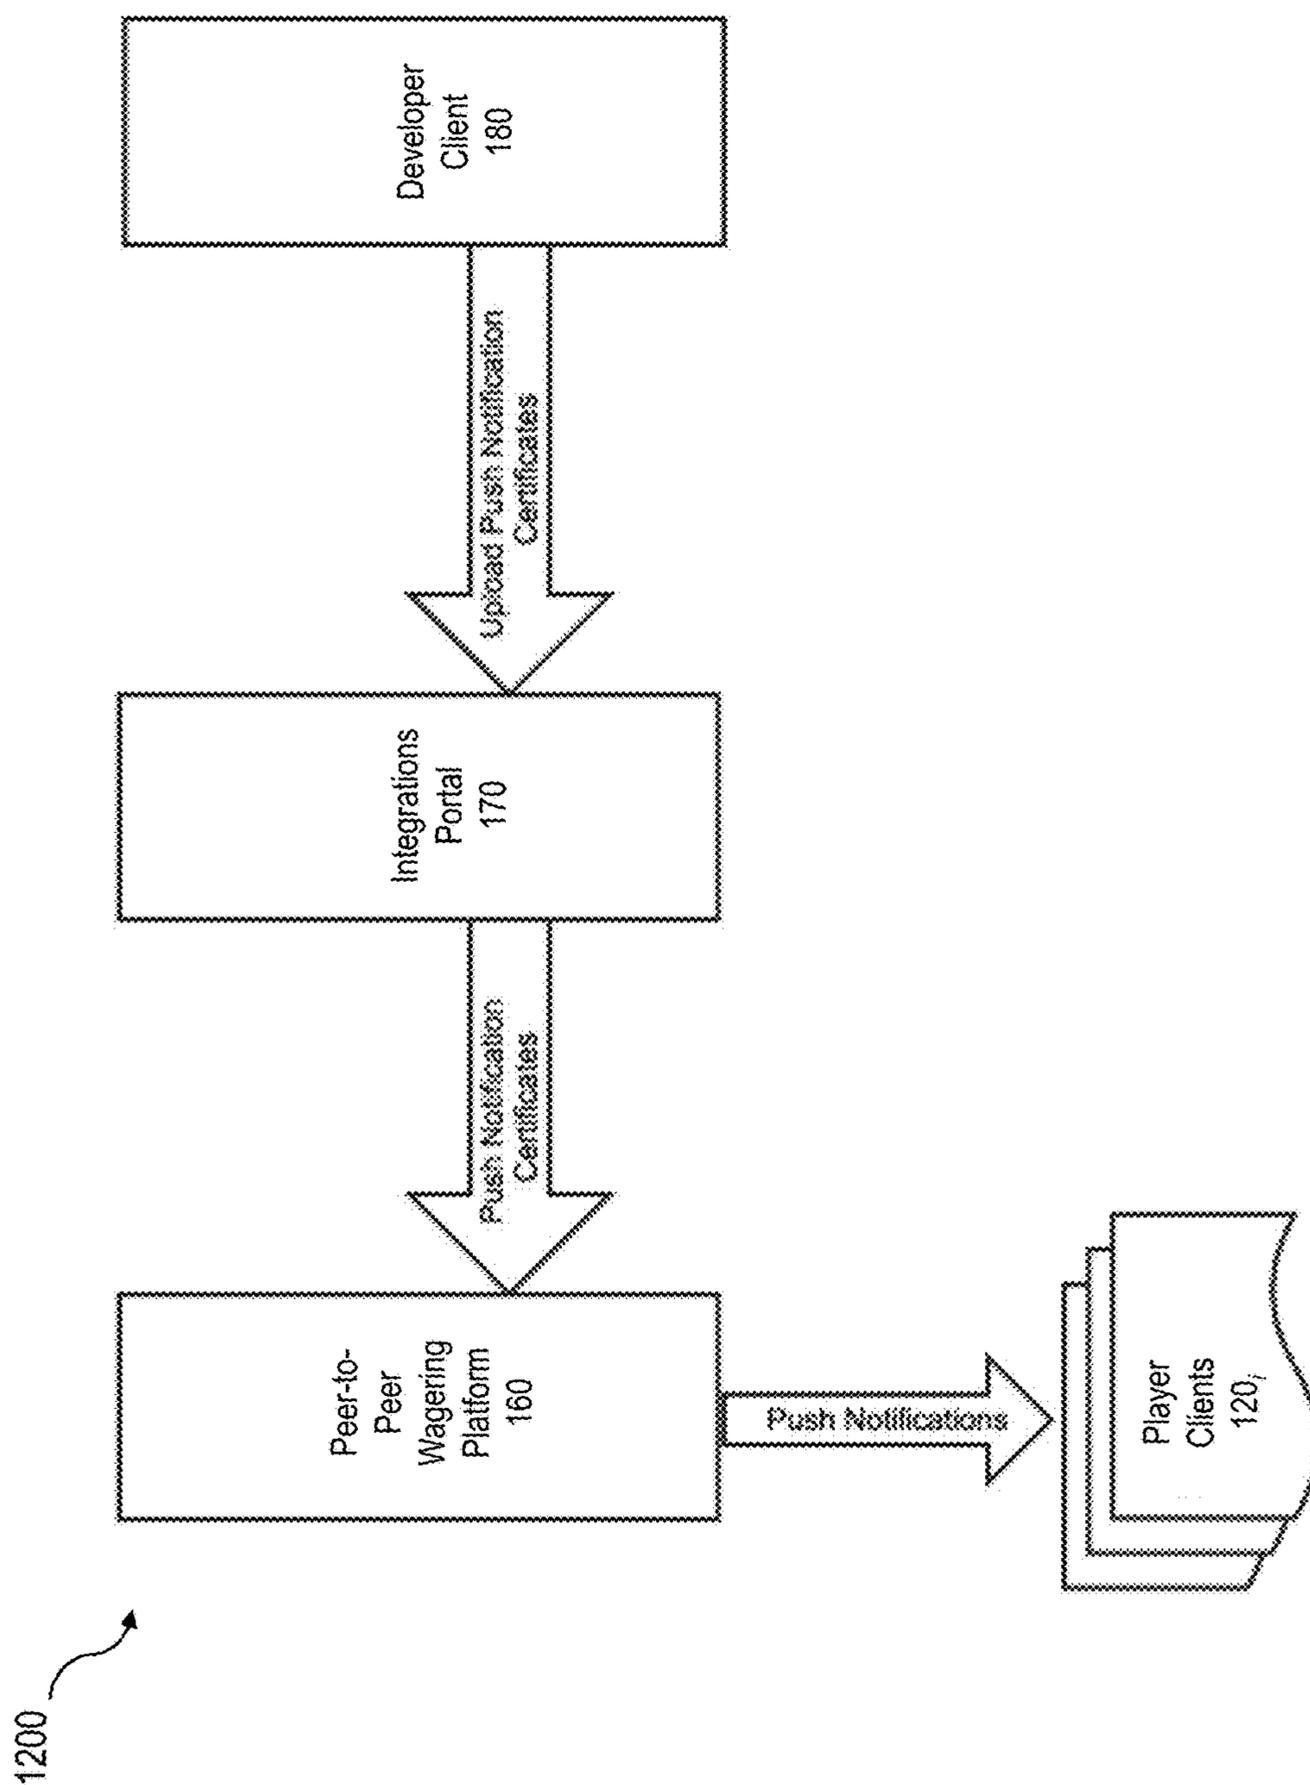 1200
Peer-to-
Peer
Wagering
Platform
160
Push Notification
Certificates
Integrations
Portal
170
Upload Push Notification
Certificates
Developer
Client
180
Push Notifications
Player
Clients
120i